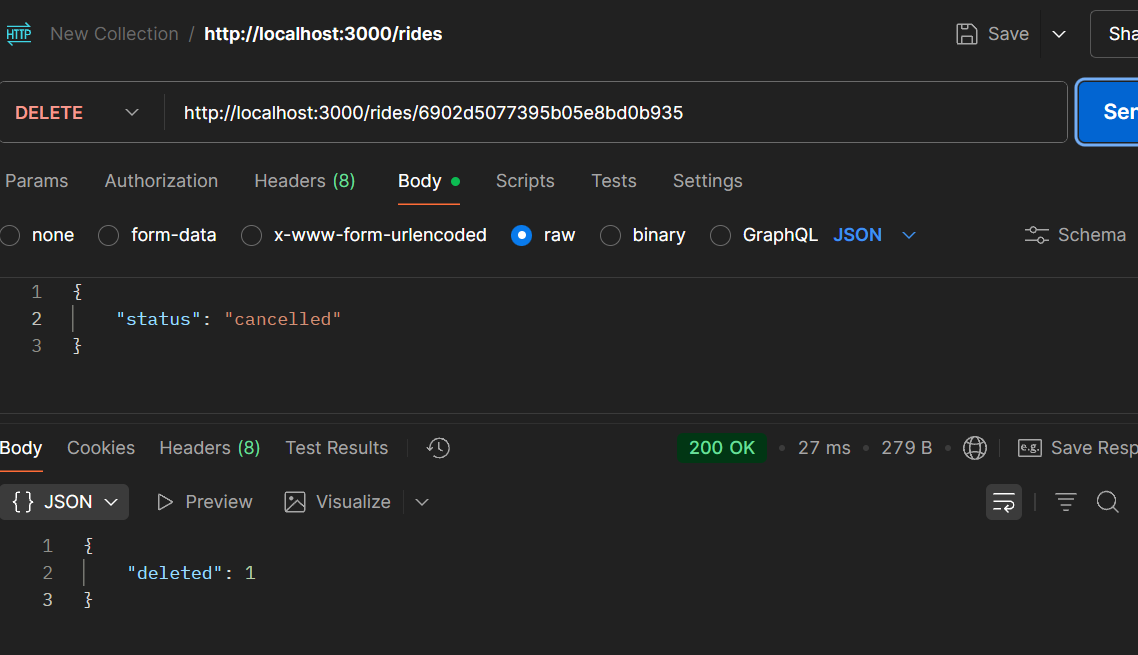 HTTP New Collection / http://localhost:3000/rides Save Sha
DELETE http://localhost:3000/rides/6902d5077395b05e8bd0b935 Sen
Params Authorization Headers (8) Body Scripts Tests Settings
none form-data x-www-form-urlencoded raw binary GraphQL JSON Schema
1 {
2 "status": "cancelled"
3 }
Body Cookies Headers (8) Test Results 200 OK 27 ms 279 B e.g. Save Resp
{} JSON Preview Visualize
1 {
2 "deleted": 1
3 }